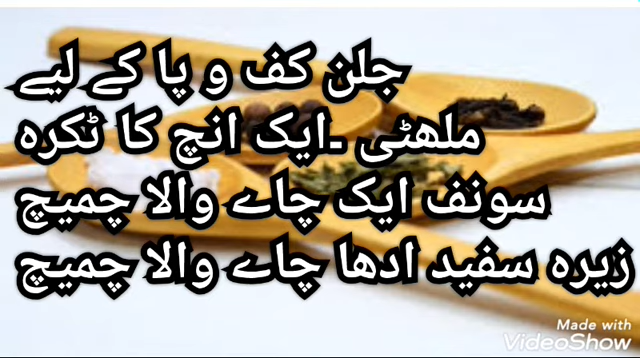 جلن کف و پا کے لیے
ملھٹی ۔ایک انچ کا ٹکرہ
سونف ایک چاے والا چمیچ
زیرہ سفید ادھا چاے والا چمیچ
Made with
VideoShow